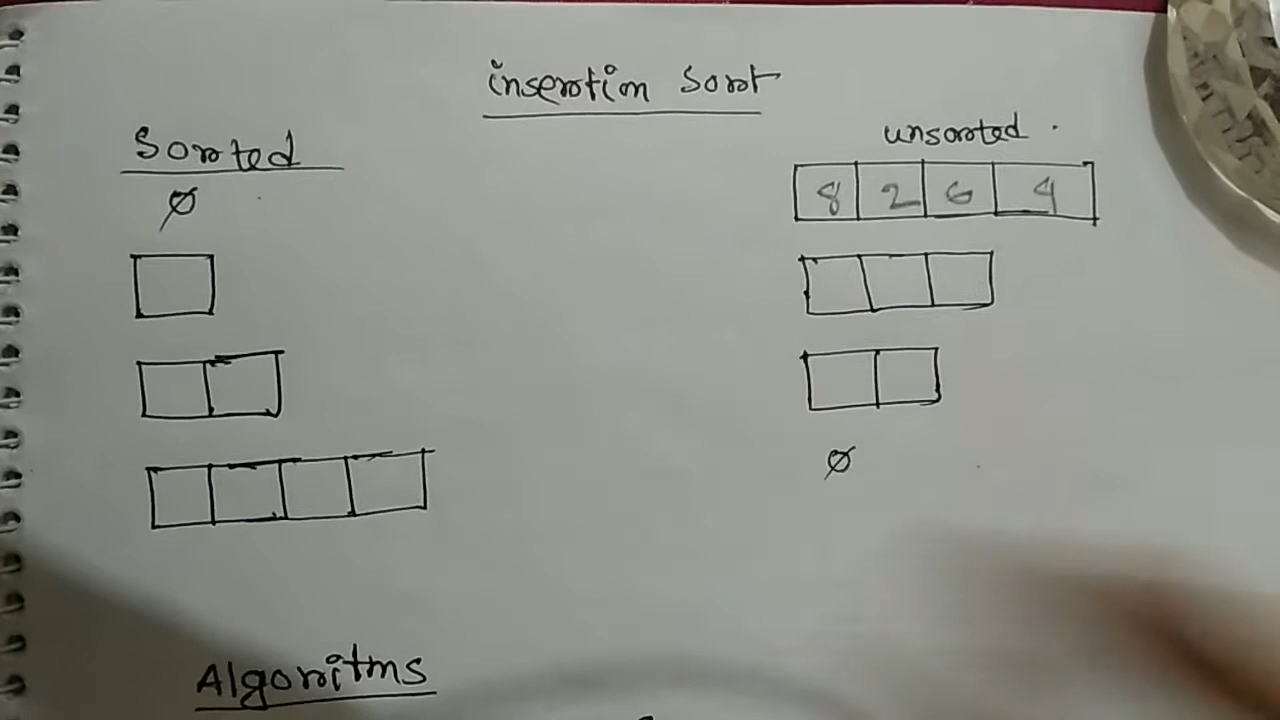 insertion Sort
Sorted
unsorted .
Ø
8 2 6 4
Ø
Algoritms